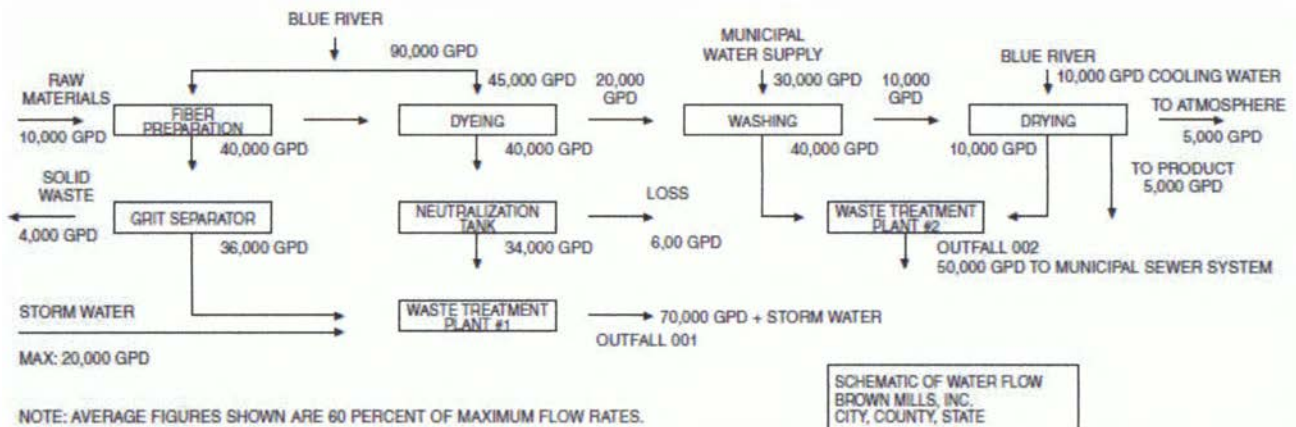 BLUE RIVER
90,000 GPD
MUNICIPAL
WATER SUPPLY
BLUE RIVER
RAW
MATERIALS
45,000 GPD
20,000
GPD
30,000 GPD
10,000
GPD
10,000 GPD COOLING WATER
TO ATMOSPHERE
FIBER
PREPARATION
DYEING
WASHING
DRYING
10,000 GPD
40,000 GPD
40,000 GPD
40,000 GPD
10,000 GPD
5,000 GPD
TO PRODUCT
5,000 GPD
SOLID
WASTE
LOSS
GRIT SEPARATOR
NEUTRALIZATION
TANK
WASTE TREATMENT
PLANT #2
4,000 GPD
36,000 GPD
34,000 GPD
6,00 GPD
OUTFALL 002
50,000 GPD TO MUNICIPAL SEWER SYSTEM
STORM WATER
WASTE TREATMENT
PLANT #1
70,000 GPD + STORM WATER
OUTFALL 001
MAX: 20,000 GPD
SCHEMATIC OF WATER FLOW
BROWN MILLS, INC.
CITY, COUNTY, STATE
NOTE: AVERAGE FIGURES SHOWN ARE 60 PERCENT OF MAXIMUM FLOW RATES.